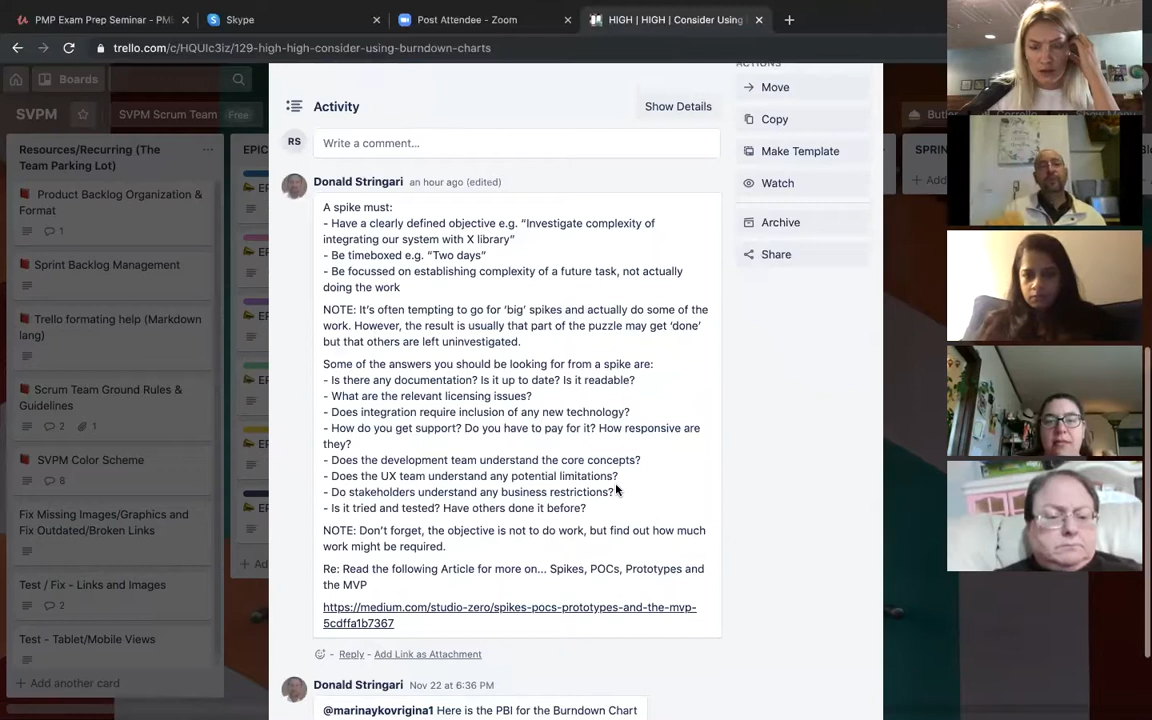 PMP Exam Prep Seminar - PM
Skype
Post Attendee - Zoom
HIGH | HIGH | Consider Using
trello.com/c/HQUIc3iz/129-high-high-consider-using-burndown-charts
Boards
SVPM
SVPM Scrum Team
Free
Show Menu
Resources/Recurring (The
Team Parking Lot)
Product Backlog Organization &
Format
1
Sprint Backlog Management
Trello formating help (Markdown
lang)
Scrum Team Ground Rules &
Guidelines
2 1
SVPM Color Scheme
8
Fix Missing Images/Graphics and
Fix Outdated/Broken Links
Test / Fix - Links and Images
2
Test - Tablet/Mobile Views
+ Add another card
EPIC
+ Ad
Activity
Show Details
RS
Write a comment...
Donald Stringari an hour ago (edited)
A spike must:
- Have a clearly defined objective e.g. “Investigate complexity of
integrating our system with X library”
- Be timeboxed e.g. “Two days”
- Be focussed on establishing complexity of a future task, not actually
doing the work
NOTE: It’s often tempting to go for ‘big’ spikes and actually do some of the
work. However, the result is usually that part of the puzzle may get ‘done’
but that others are left uninvestigated.
Some of the answers you should be looking for from a spike are:
- Is there any documentation? Is it up to date? Is it readable?
- What are the relevant licensing issues?
- Does integration require inclusion of any new technology?
- How do you get support? Do you have to pay for it? How responsive are
they?
- Does the development team understand the core concepts?
- Does the UX team understand any potential limitations?
- Do stakeholders understand any business restrictions?
- Is it tried and tested? Have others done it before?
NOTE: Don’t forget, the objective is not to do work, but find out how much
work might be required.
Re: Read the following Article for more on... Spikes, POCs, Prototypes and
the MVP
https://medium.com/studio-zero/spikes-pocs-prototypes-and-the-mvp-
5cdffa1b7367
- Reply - Add Link as Attachment
Donald Stringari Nov 22 at 6:36 PM
@marinaykovrigina1 Here is the PBI for the Burndown Chart
ACTIONS
Move
Copy
Make Template
Watch
Archive
Share
SPRIN
+ Add